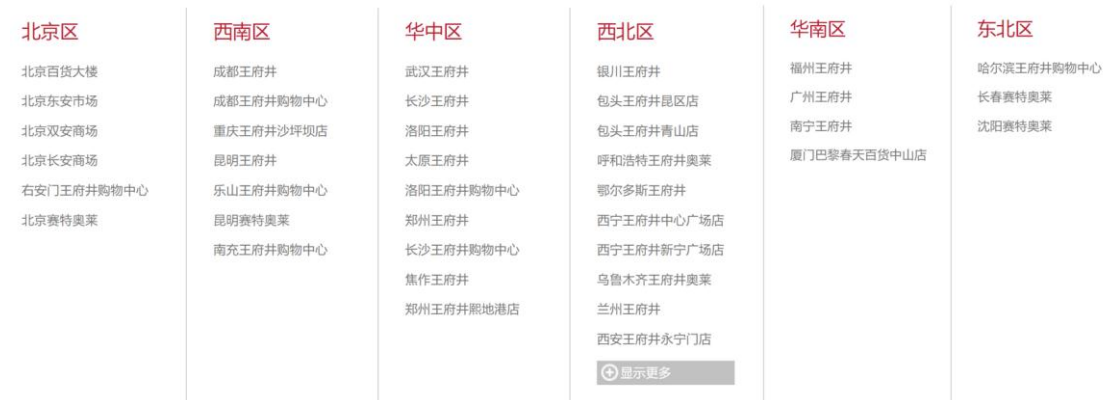 北京区
北京百货大楼
北京东安市场
北京双安商场
北京长安商场
右安门王府井购物中心
北京赛特奥莱
西南区
成都王府井
成都王府井购物中心
重庆王府井沙坪坝店
昆明王府井
乐山王府井购物中心
昆明赛特奥莱
南充王府井购物中心
华中区
武汉王府井
长沙王府井
洛阳王府井
太原王府井
洛阳王府井购物中心
郑州王府井
长沙王府井购物中心
焦作王府井
郑州王府井熙地港店
西北区
银川王府井
包头王府井昆区店
包头王府井青山店
呼和浩特王府井奥莱
鄂尔多斯王府井
西宁王府井中心广场店
西宁王府井新宁广场店
乌鲁木齐王府井奥莱
兰州王府井
西安王府井永宁门店
显示更多
华南区
福州王府井
广州王府井
南宁王府井
厦门巴黎春天百货中山店
东北区
哈尔滨王府井购物中心
长春赛特奥莱
沈阳赛特奥莱